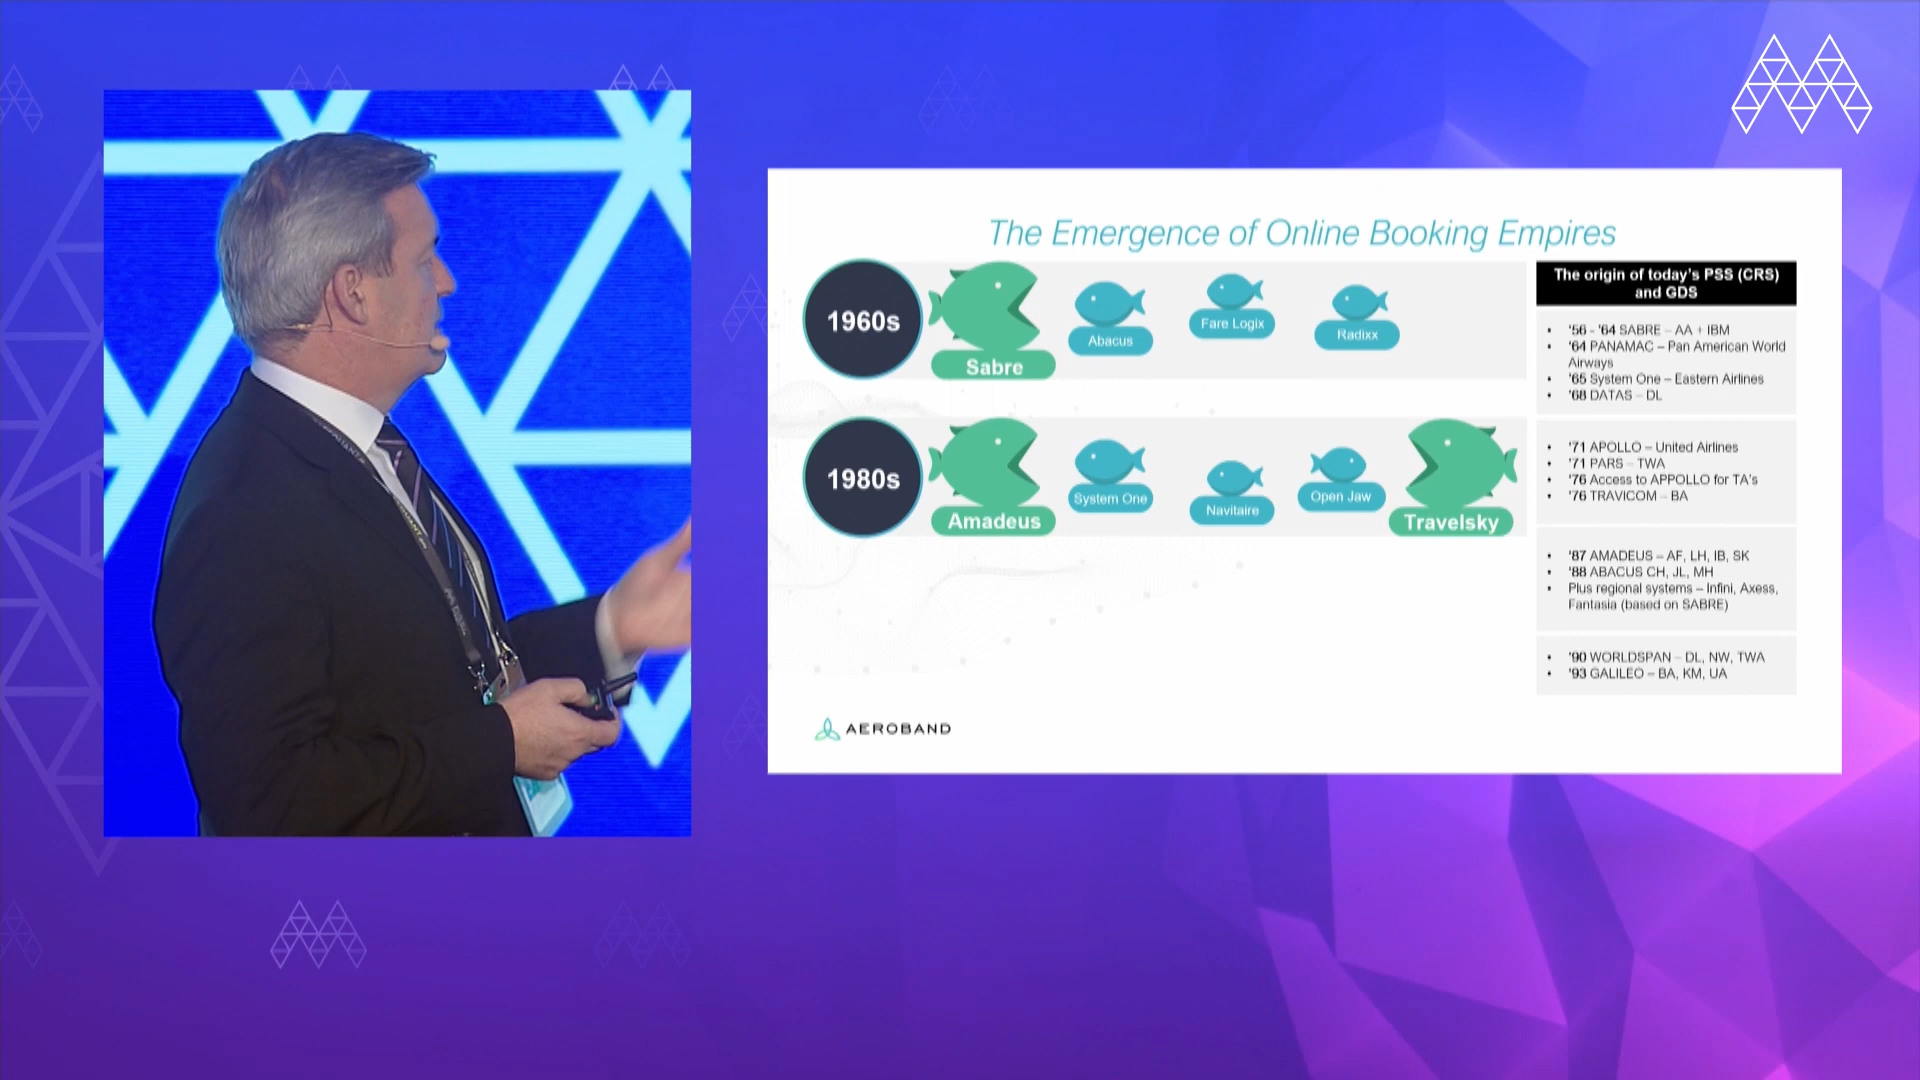 The Emergence of Online Booking Empires
1960s
Sabre
Abacus
Fare Logix
Radixx
1980s
Amadeus
System One
Navitaire
Open Jaw
Travelsky
The origin of today's PSS (CRS)
and GDS
• '56 - '64 SABRE – AA + IBM
• '64 PANAMAC – Pan American World
Airways
• '65 System One – Eastern Airlines
• '68 DATAS – DL
• '71 APOLLO – United Airlines
• '71 PARS – TWA
• '76 Access to APPOLLO for TA's
• '76 TRAVICOM – BA
• '87 AMADEUS – AF, LH, IB, SK
• '88 ABACUS CH, JL, MH
• Plus regional systems – Infini, Axess,
Fantasia (based on SABRE)
• '90 WORLDSPAN – DL, NW, TWA
• '93 GALILEO – BA, KM, UA
AEROBAND